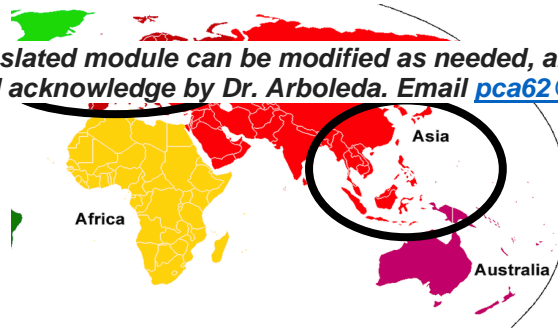 slated module can be modified as needed, a
acknowledge by Dr. Arboleda. Email pca62
Asia
Africa
Australia